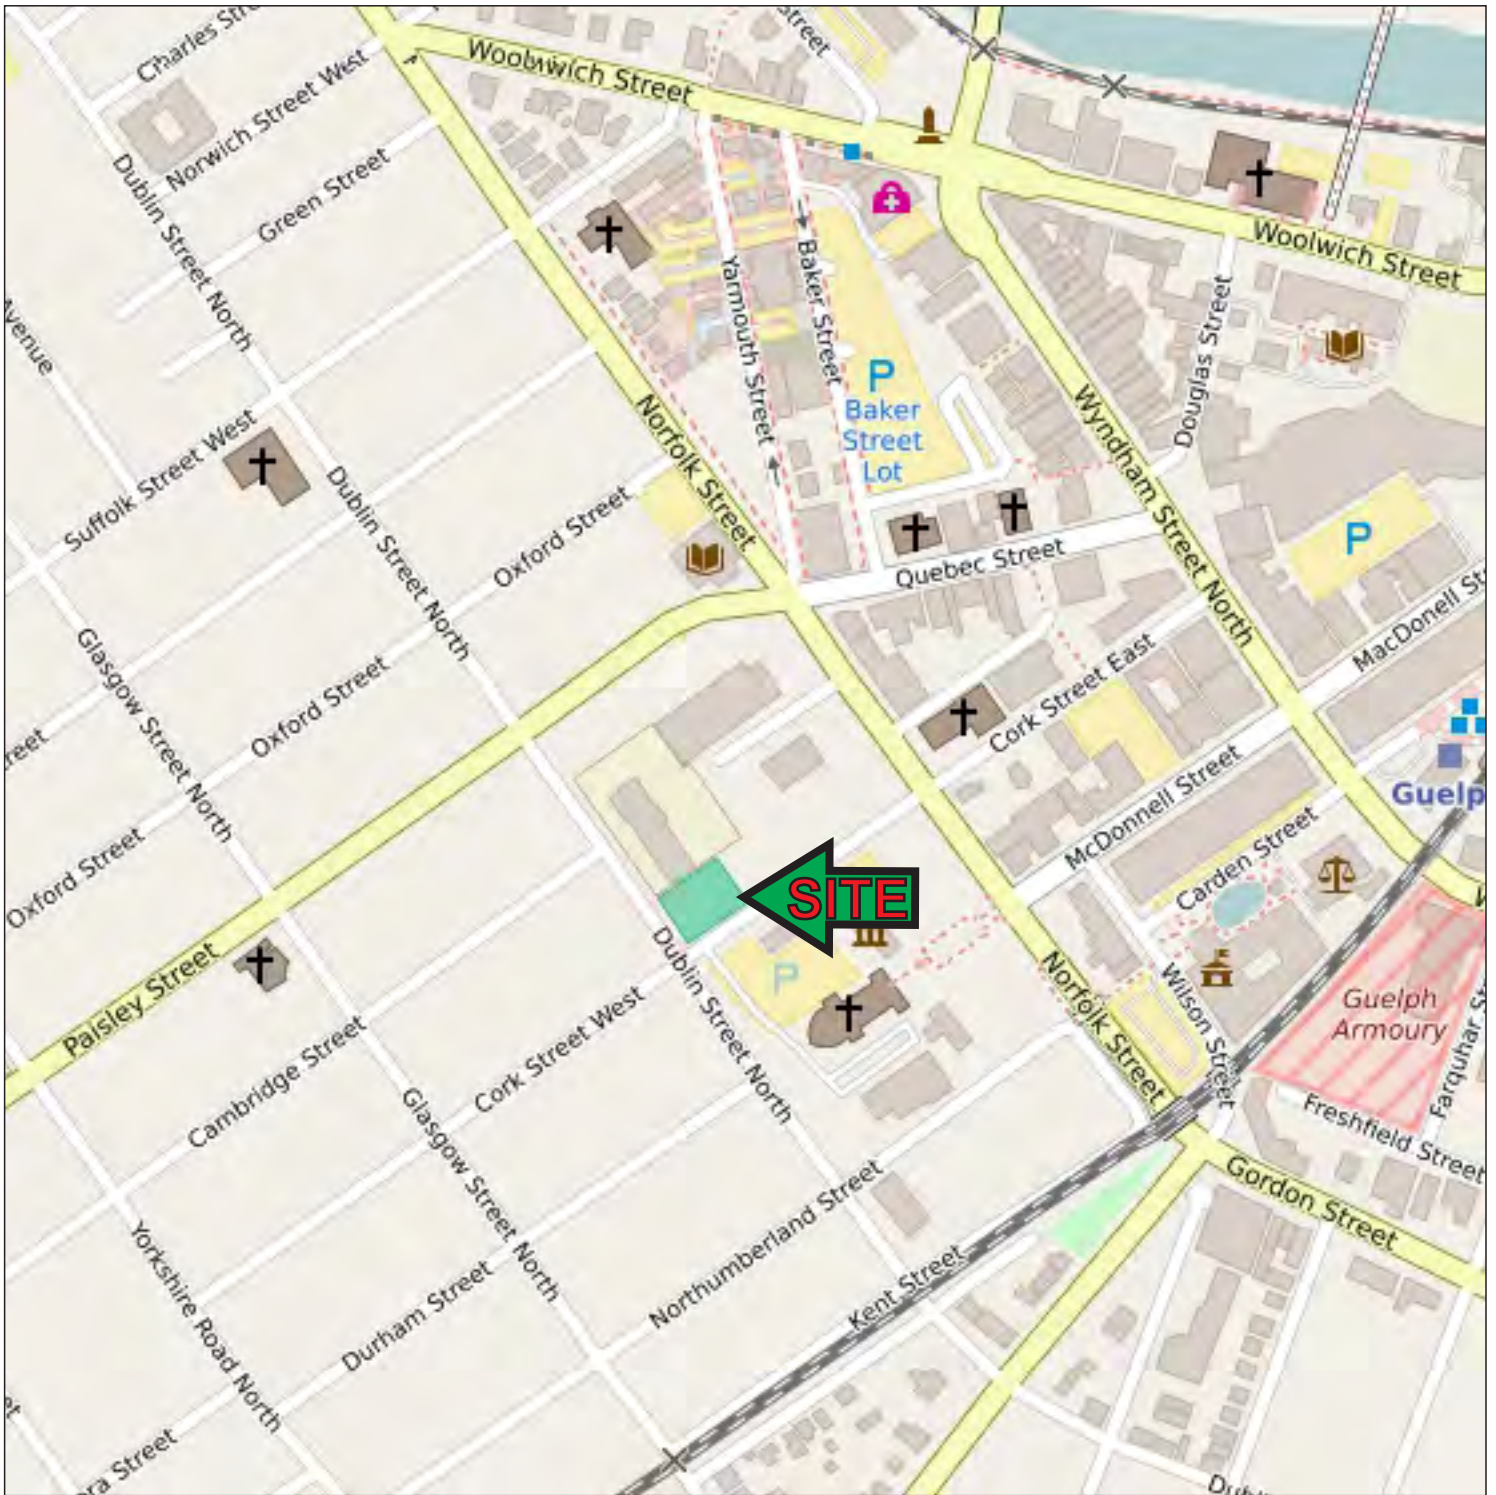 Charles Str
Street
Woolwich Street
Norwich Street West
Green Street
Dublin Street North
Avenue
Yarmouth Street
Baker Street
Woolwich Street
Douglas Street
P
Baker
Street
Lot
Norfolk Street
Wyndham Street North
Suffolk Street West
Dublin Street North
Oxford Street
Quebec Street
P
MacDonell St
Glasgow Street North
Oxford Street
Cork Street East
reet
McDonnell Street
Guelp
Oxford Street
Carden Street
SITE
Paisley Street
Dublin Street North
P
Norfolk Street
Wilson Street
Guelph
Armoury
Farquhar St
Cork Street West
Cambridge Street
Glasgow Street North
Freshfield Street
Gordon Street
Yorkshire Road North
Northumberland Street
Kent Street
Durham Street
et
ra Street